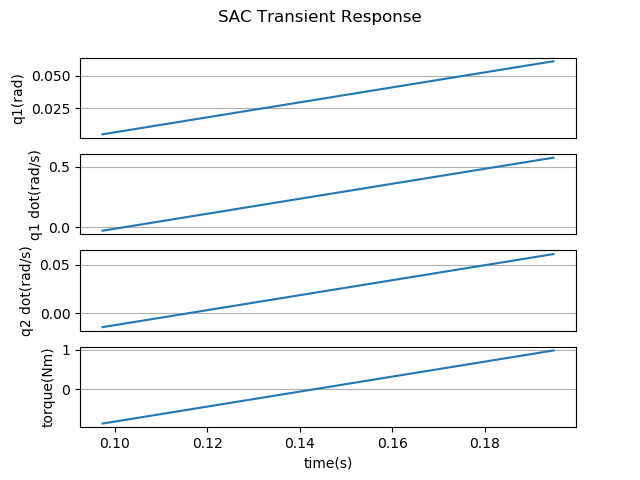 SAC Transient Response
q1(rad)
0.050
0.025
q1 dot(rad/s)
0.5
0.0
q2 dot(rad/s)
0.05
0.00
torque(Nm)
1
0
0.10 0.12 0.14 0.16 0.18
time(s)